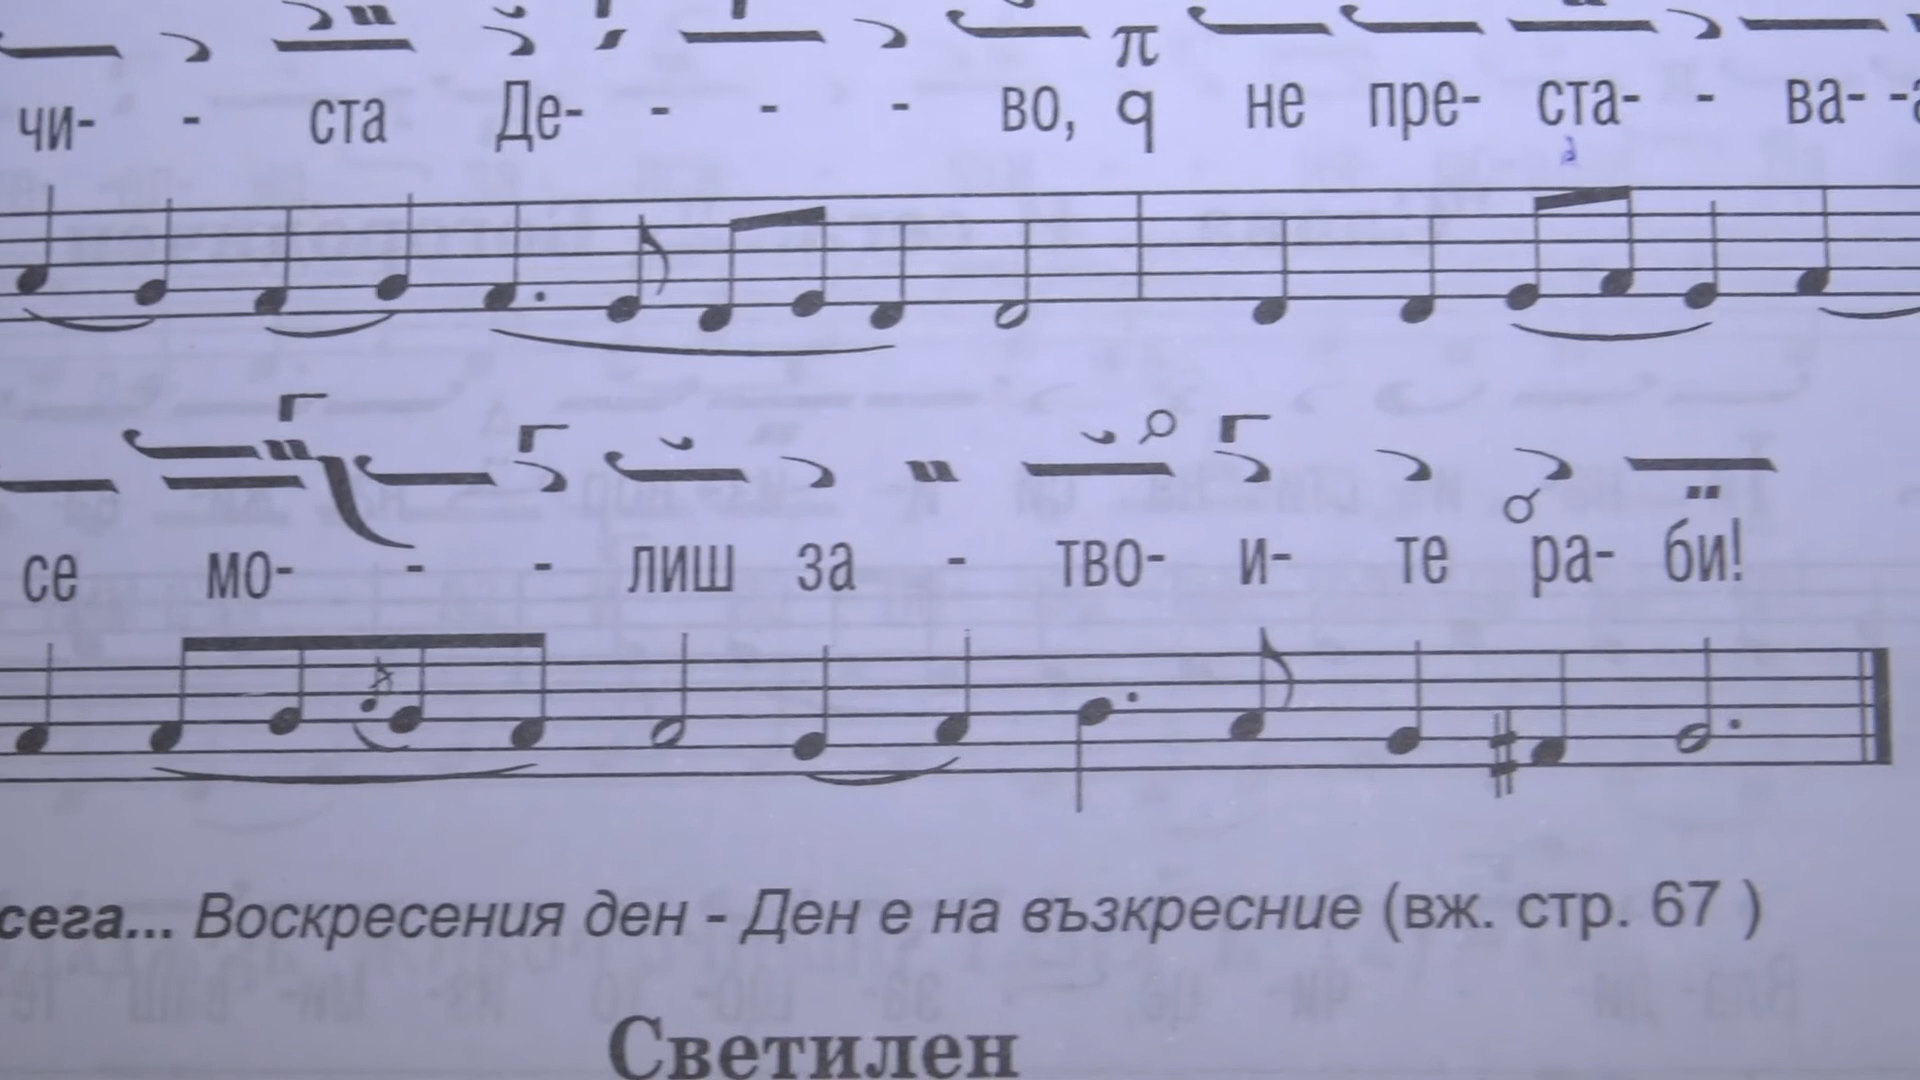 чи- - ста Де- - - - во, не пре- ста- - ва-
се мо- - - лиш за - тво- и- те ра- би!
сега... Воскресения ден - Ден е на възкресние (вж. стр. 67 )
Светилен